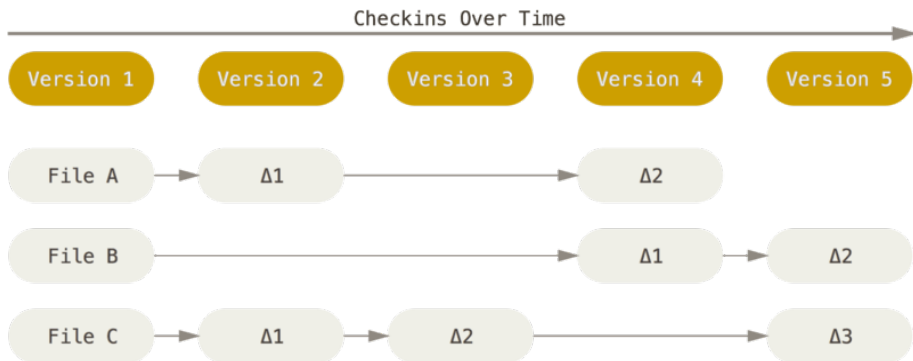 Checkins Over Time
Version 1 Version 2 Version 3 Version 4 Version 5
File A Δ1 Δ2
File B Δ1 Δ2
File C Δ1 Δ2 Δ3